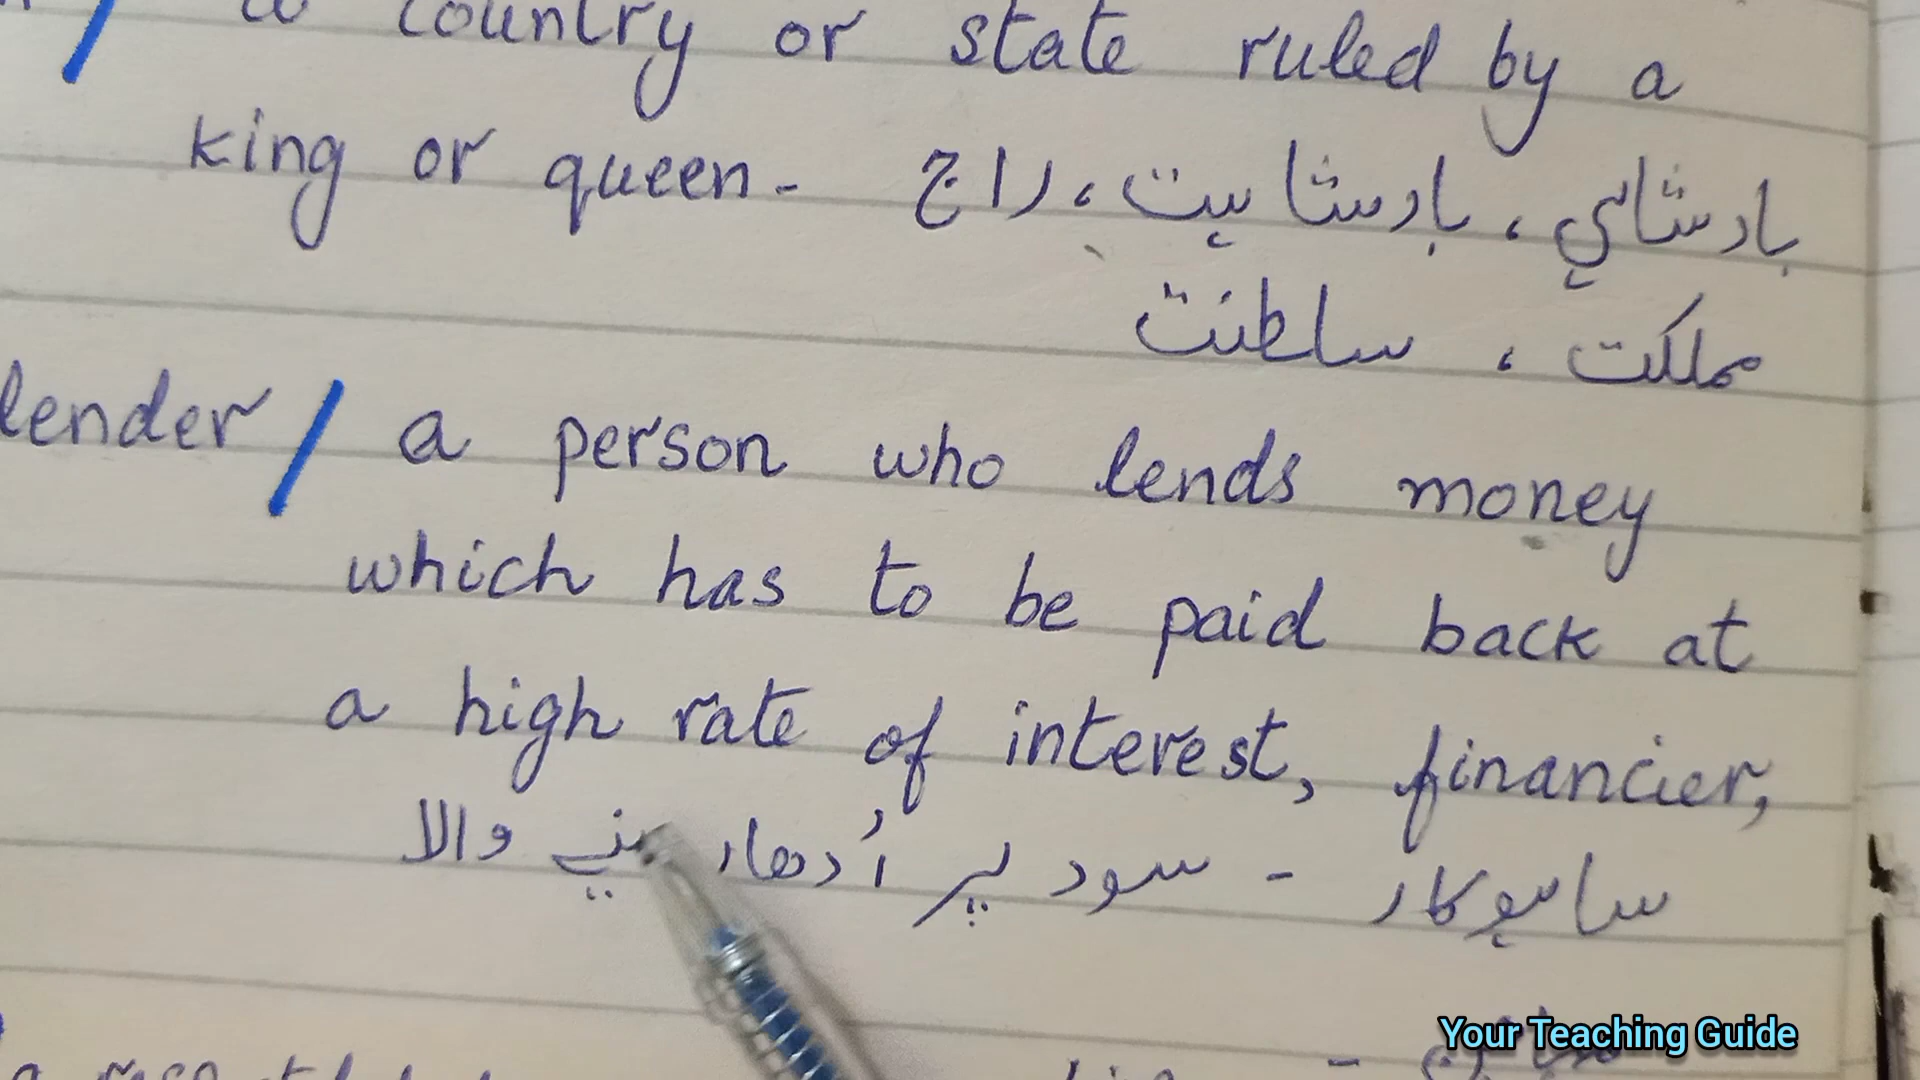 a country or state ruled by a
king or queen - بادشاہی ، بادشاہیت ، راج
مملکت ، سلطنت
lender / a person who lends money
which has to be paid back at
a high rate of interest, financier,
ساہوکار - سود پر اُدھار دینے والا
Your Teaching Guide